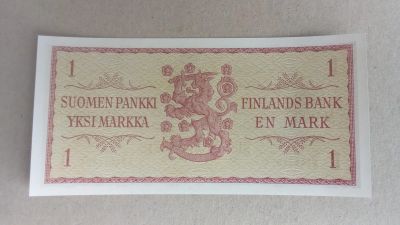 1 1
SUOMEN PANKKI FINLANDS BANK
YKSI MARKKA EN MARK
1 1